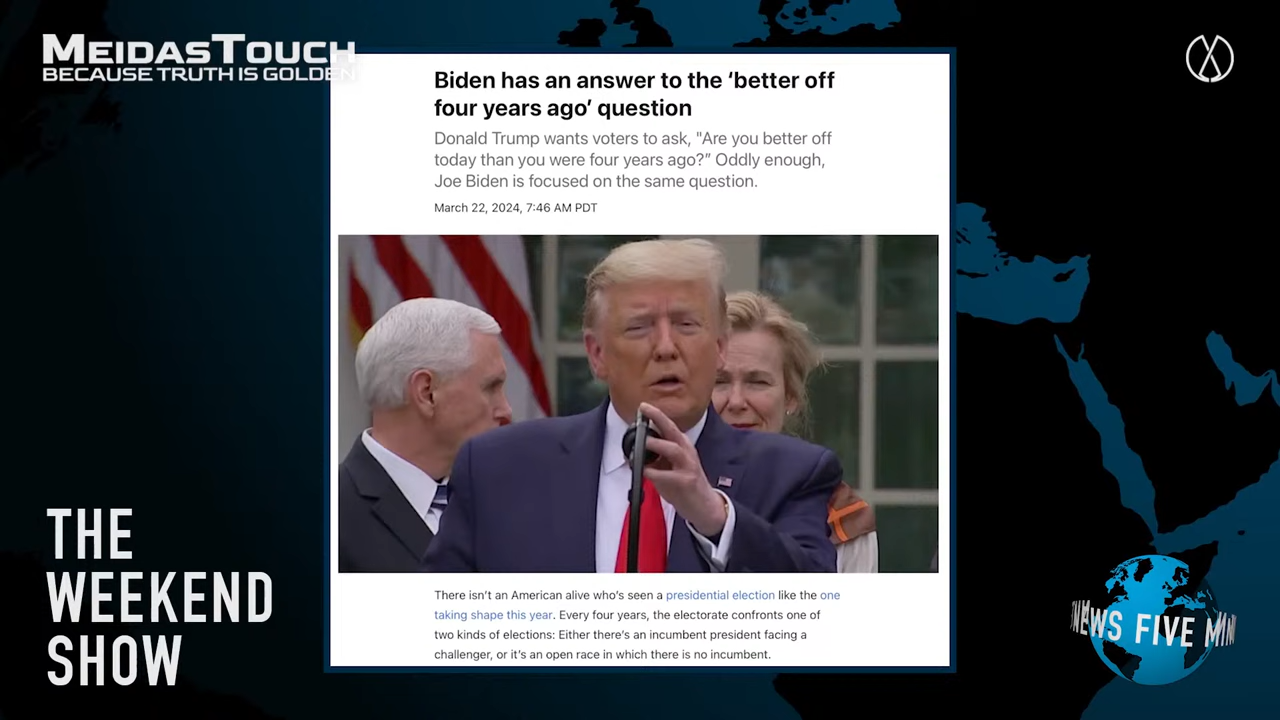 MEIDASTOUCH
BECAUSE TRUTH IS GOLDEN
Biden has an answer to the ‘better off
four years ago’ question
Donald Trump wants voters to ask, "Are you better off
today than you were four years ago?” Oddly enough,
Joe Biden is focused on the same question.
March 22, 2024, 7:46 AM PDT
There isn’t an American alive who’s seen a presidential election like the one
taking shape this year. Every four years, the electorate confronts one of
two kinds of elections: Either there’s an incumbent president facing a
challenger, or it’s an open race in which there is no incumbent.
THE
WEEKEND
SHOW
NEWS FIVE MIN